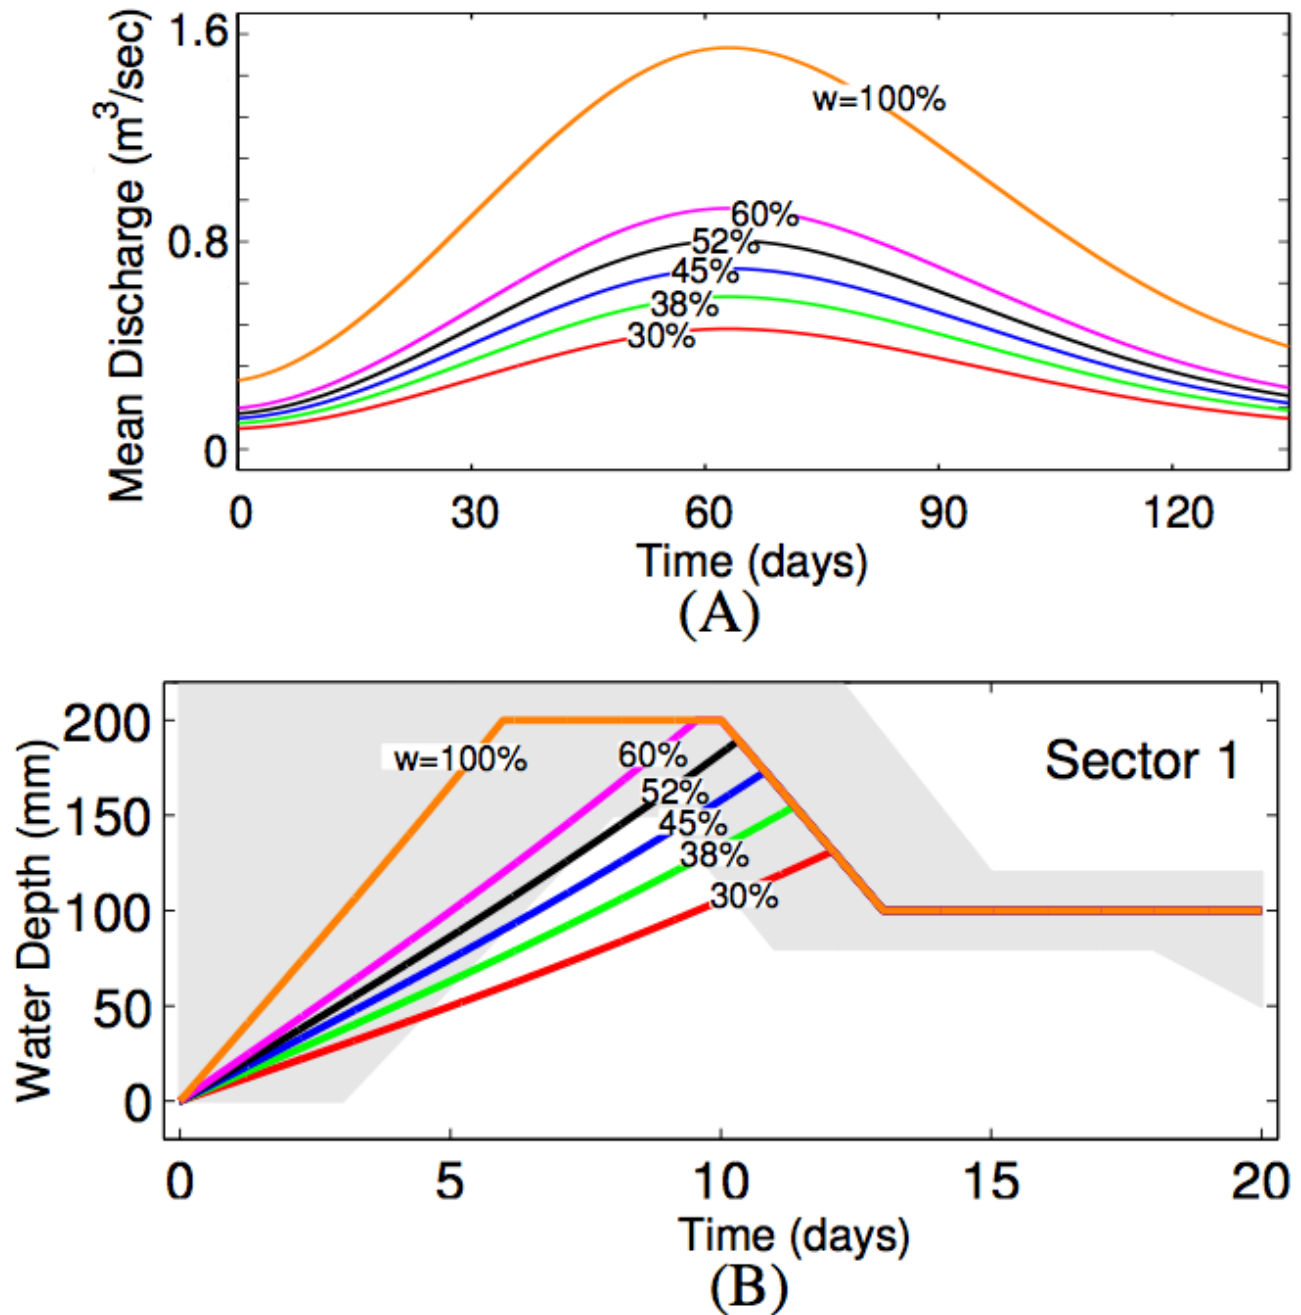 Mean Discharge (m³/sec)
1.6
0.8
0
w=100%
60%
52%
45%
38%
30%
0 30 60 90 120
Time (days)
(A)
Water Depth (mm)
200
150
100
50
0
Sector 1
w=100%
60%
52%
45%
38%
30%
0 5 10 15 20
Time (days)
(B)